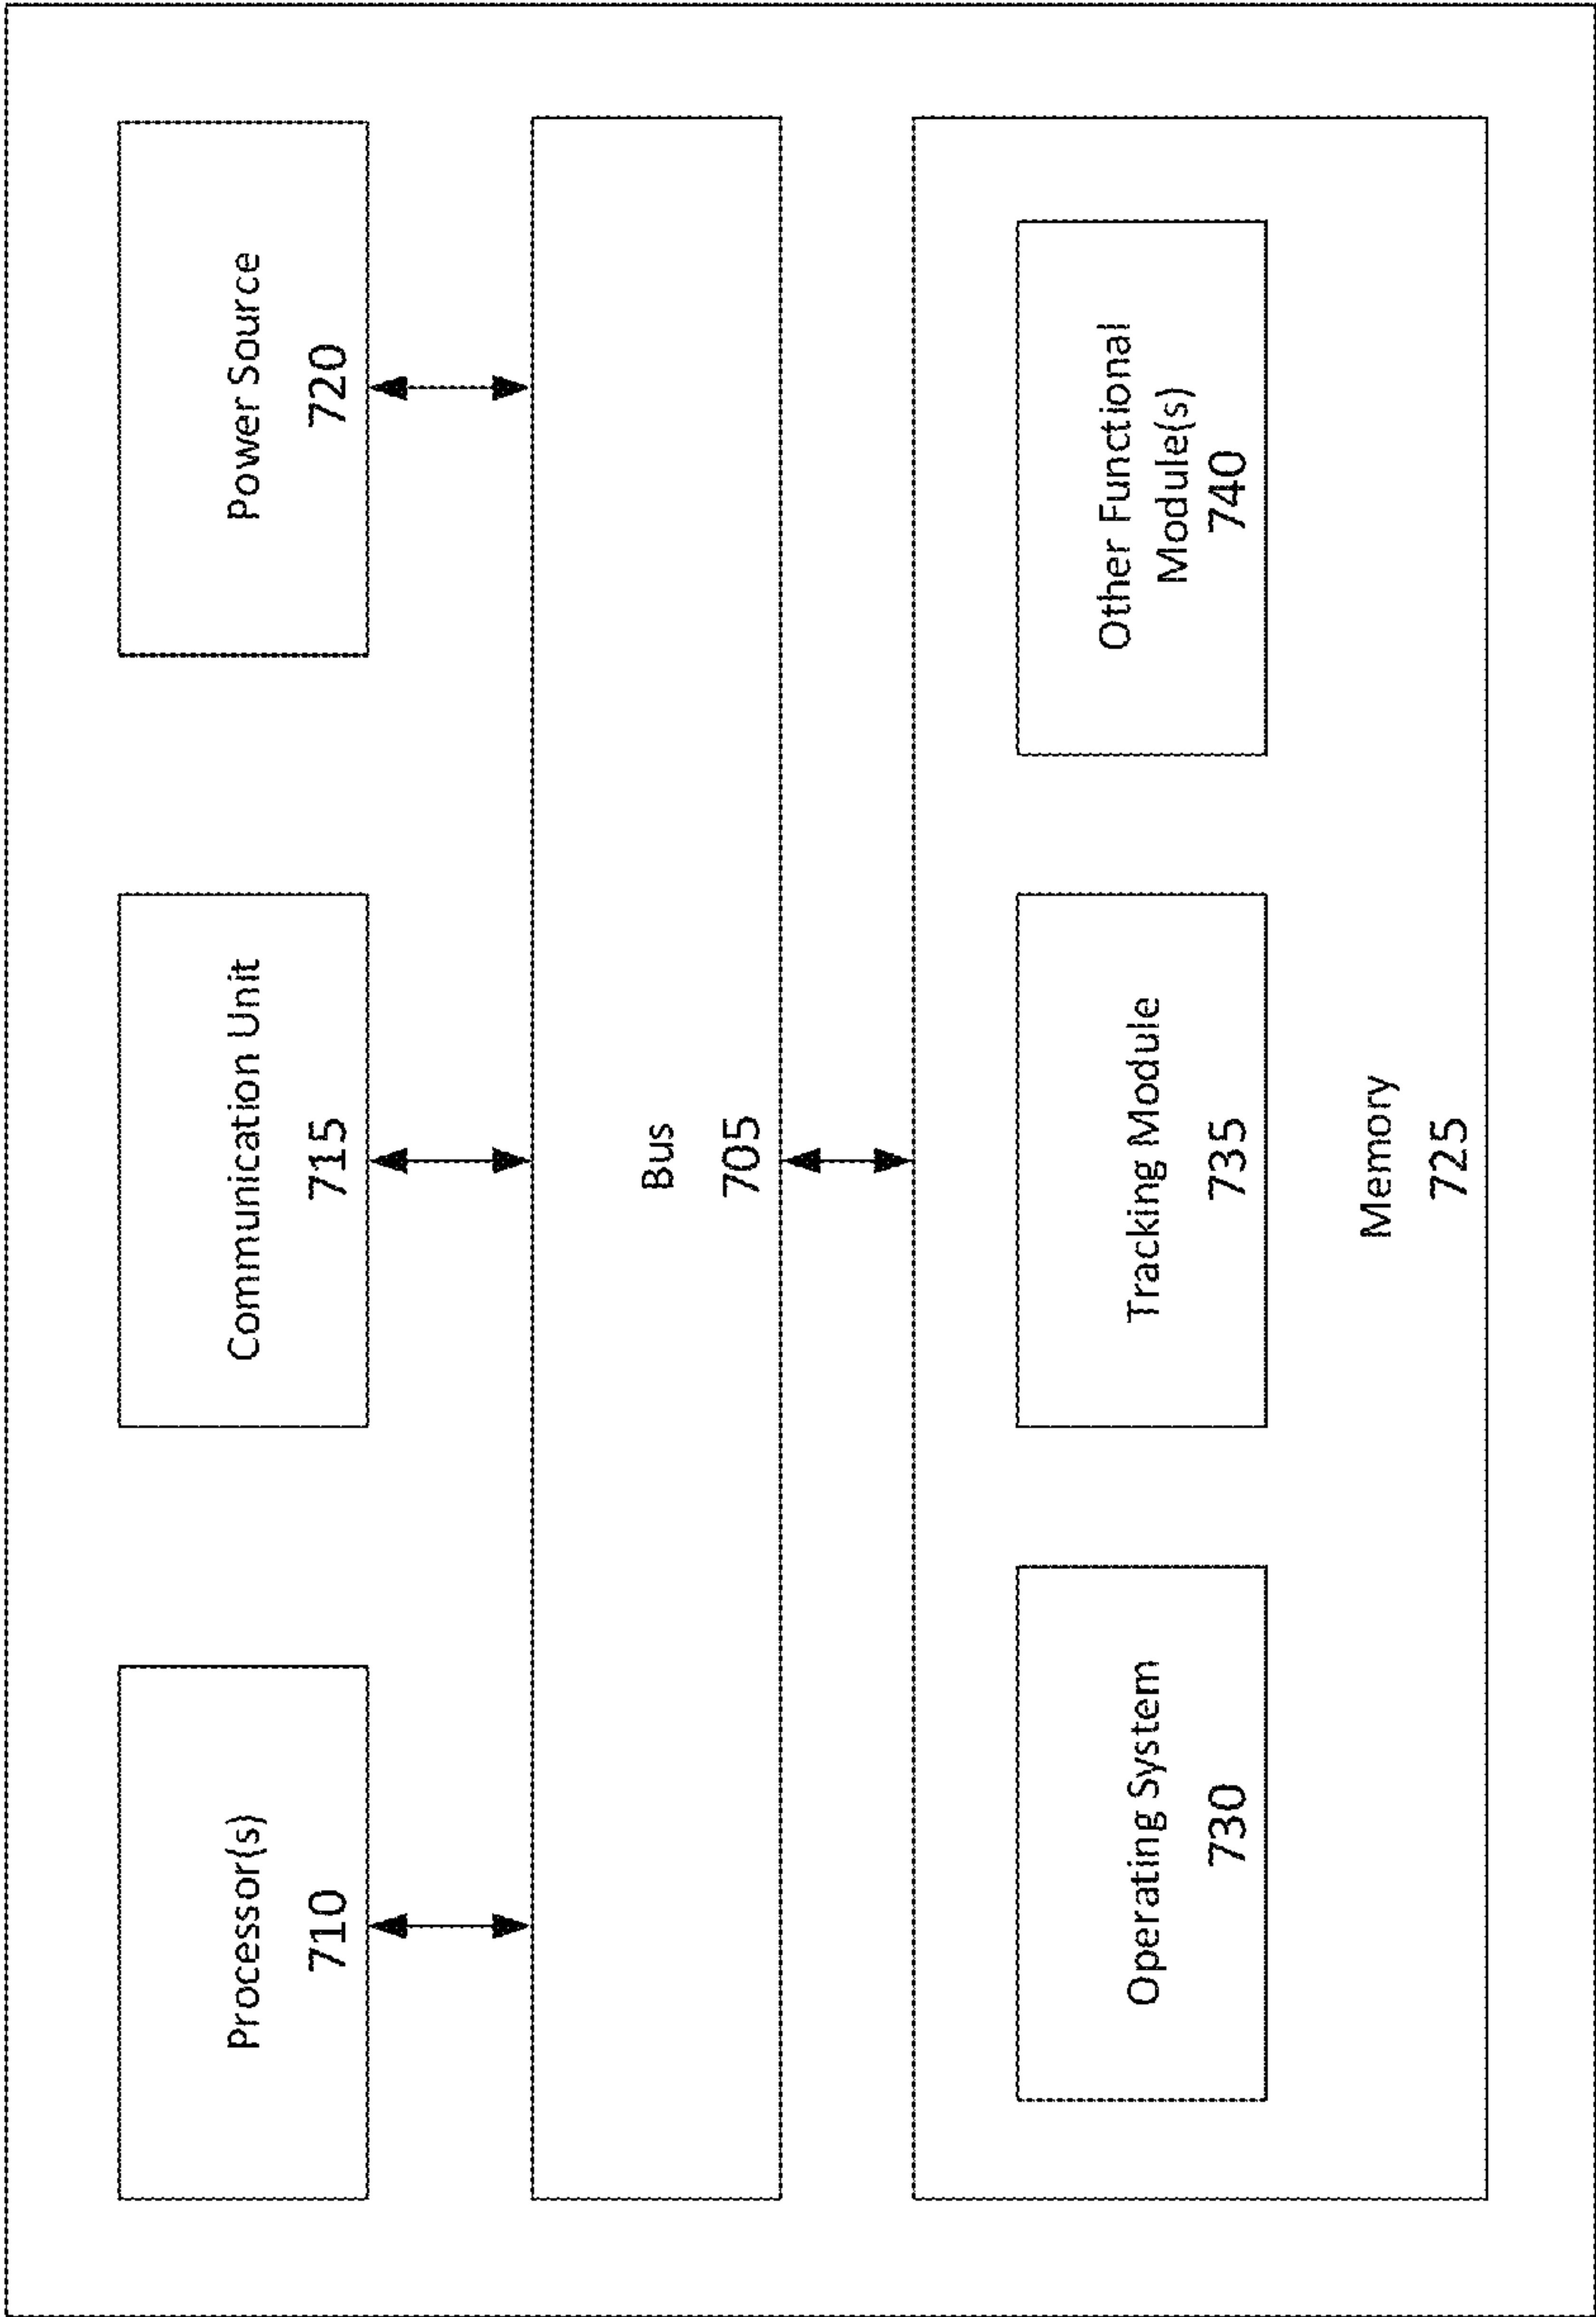 Processor(s)
710
Communication Unit
715
Power Source
720
Bus
705
Operating System
730
Tracking Module
735
Other Functional
Module(s)
740
Memory
725